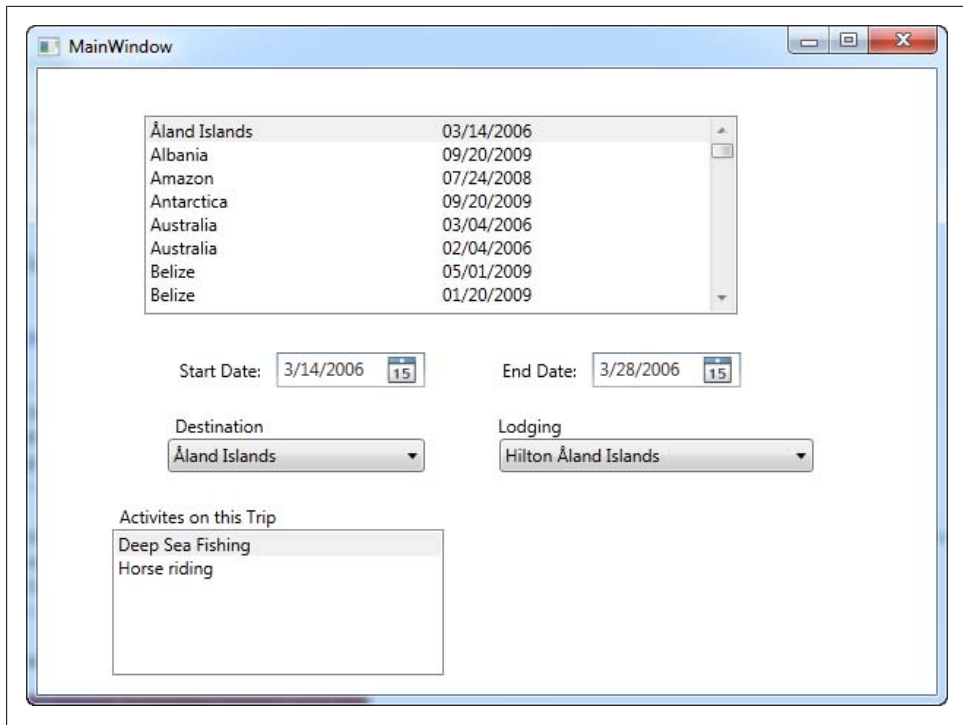 MainWindow
Åland Islands 03/14/2006
Albania 09/20/2009
Amazon 07/24/2008
Antarctica 09/20/2009
Australia 03/04/2006
Australia 02/04/2006
Belize 05/01/2009
Belize 01/20/2009
Start Date: 3/14/2006 15 End Date: 3/28/2006 15
Destination Lodging
Åland Islands Hilton Åland Islands
Activites on this Trip
Deep Sea Fishing
Horse riding